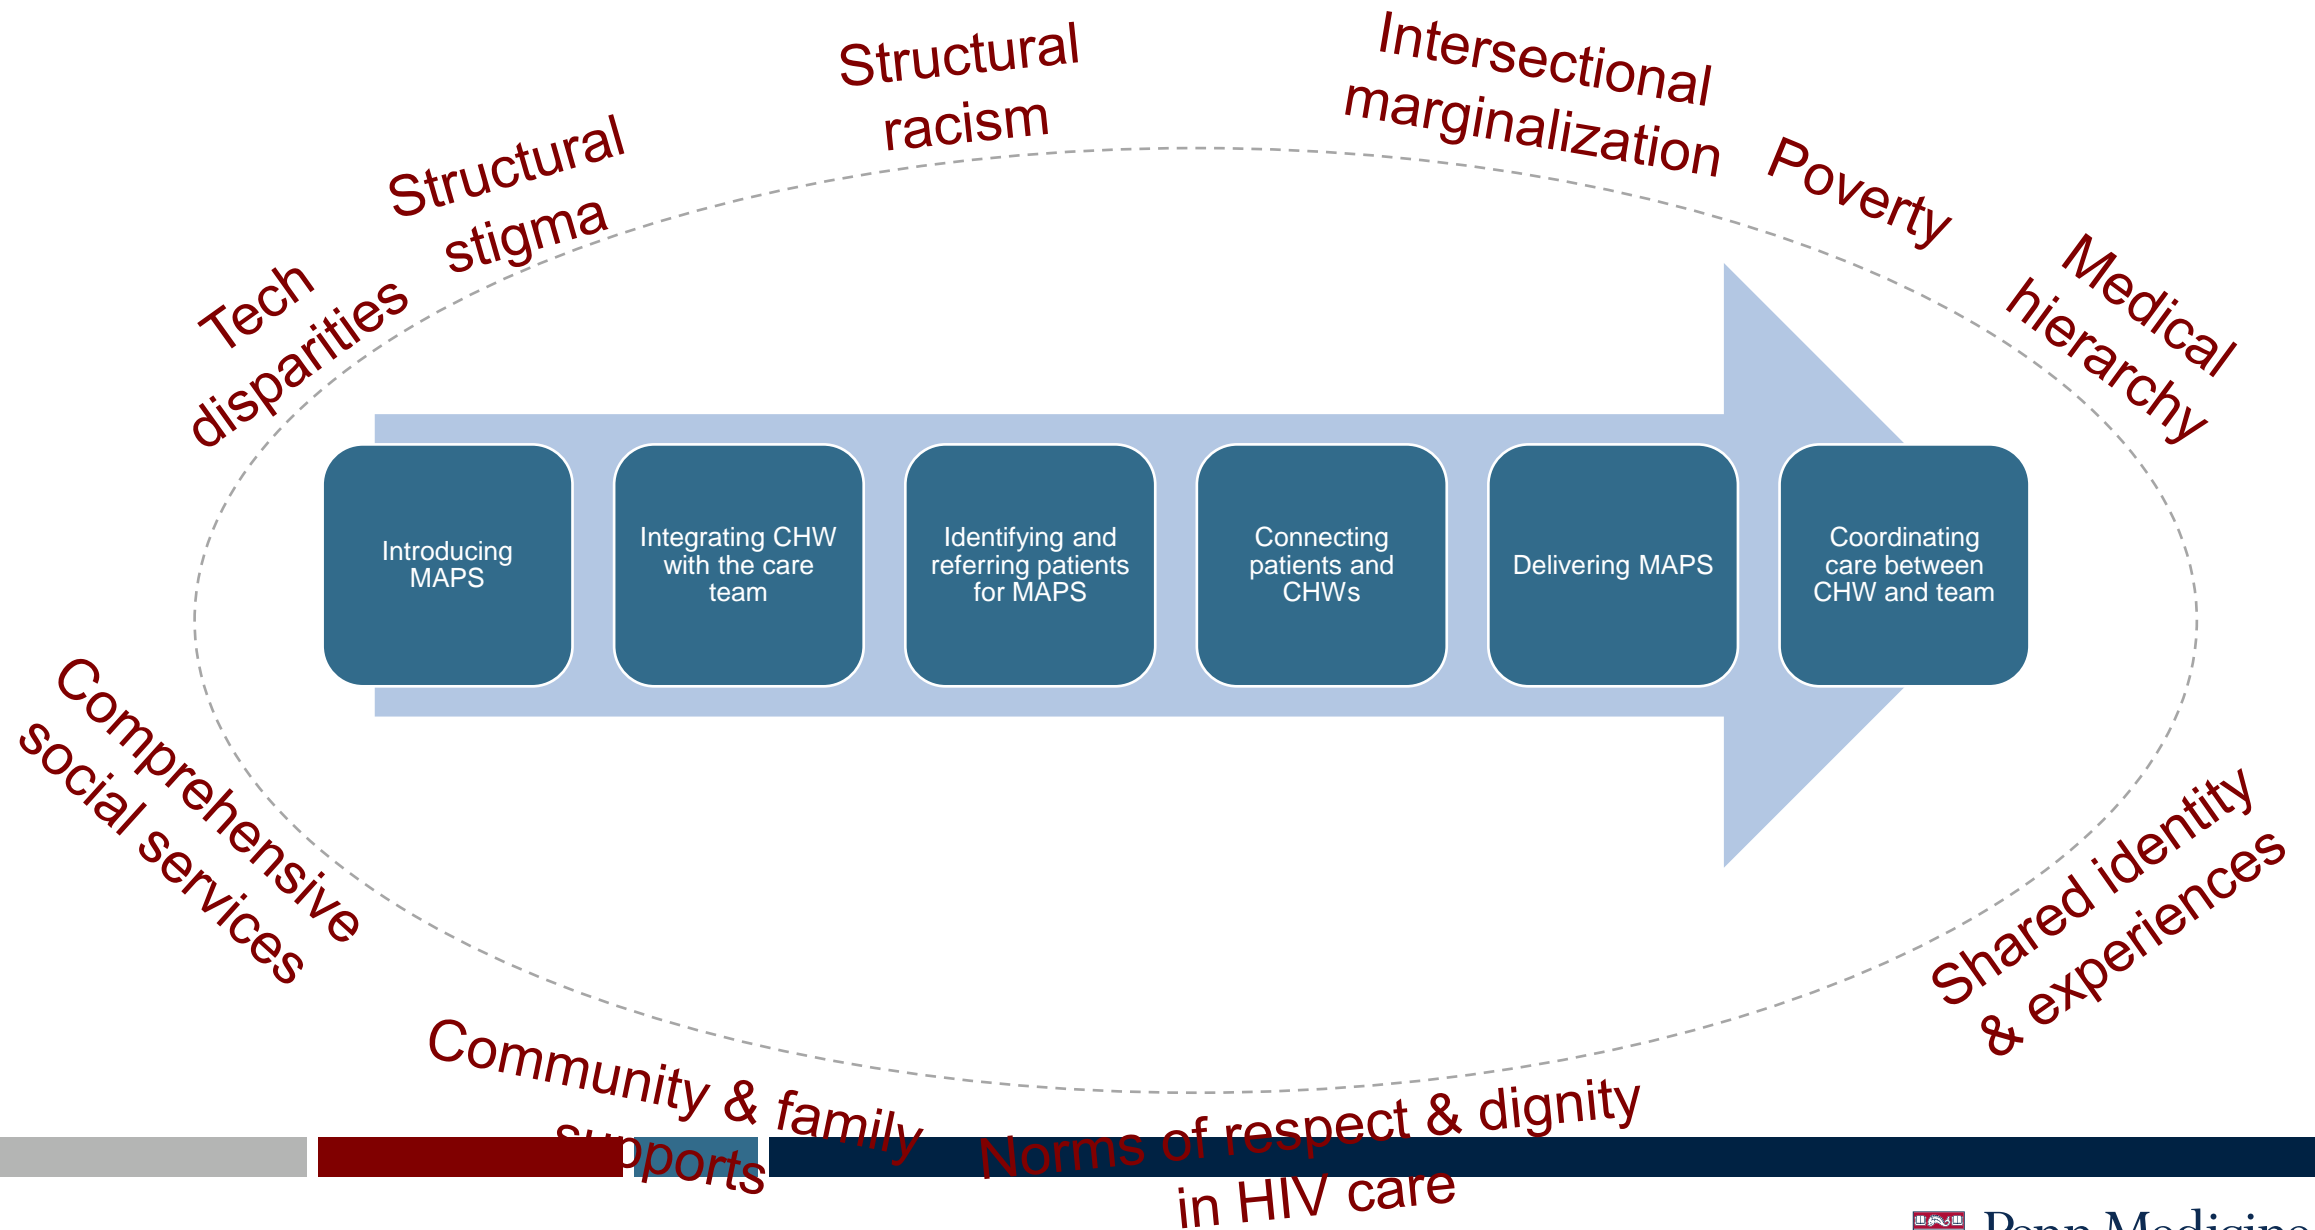 Structural
racism
Intersectional
marginalization
Structural
stigma
Poverty
Tech
disparities
Medical
hierarchy
Introducing
MAPS
Integrating CHW
with the care
team
Identifying and
referring patients
for MAPS
Connecting
patients and
CHWs
Delivering MAPS
Coordinating
care between
CHW and team
Comprehensive
social services
Shared identity
& experiences
Community & family
supports
Norms of respect & dignity
in HIV care
Penn Medicine